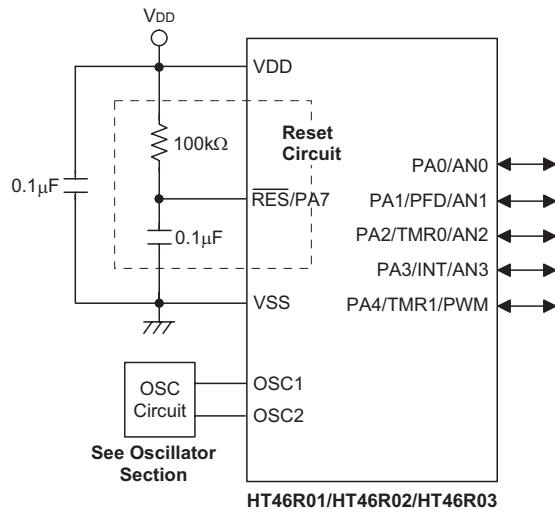 VDD
VDD
100kΩ
Reset
Circuit
0.1μF
RES/PA7
0.1μF
VSS
PA0/AN0
PA1/PFD/AN1
PA2/TMR0/AN2
PA3/INT/AN3
PA4/TMR1/PWM
OSC
Circuit
OSC1
OSC2
See Oscillator
Section
HT46R01/HT46R02/HT46R03